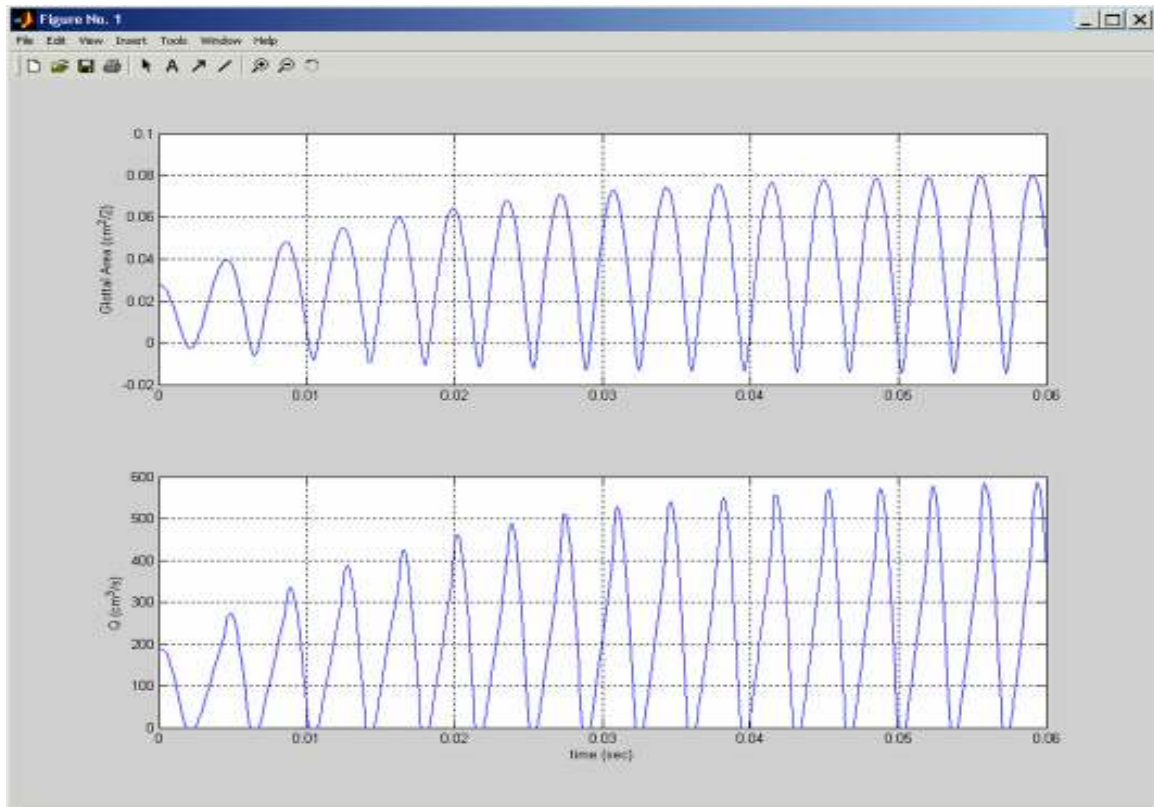 Figure No. 1
File Edit View Insert Tools Window Help
A
0.1
0.08
0.06
0.04
0.02
0
-0.02
Glottal Area (cm^2/2)
0 0.01 0.02 0.03 0.04 0.05 0.06
600
500
400
300
200
100
0
Q (cm^3/s)
0 0.01 0.02 0.03 0.04 0.05 0.06
time (sec)